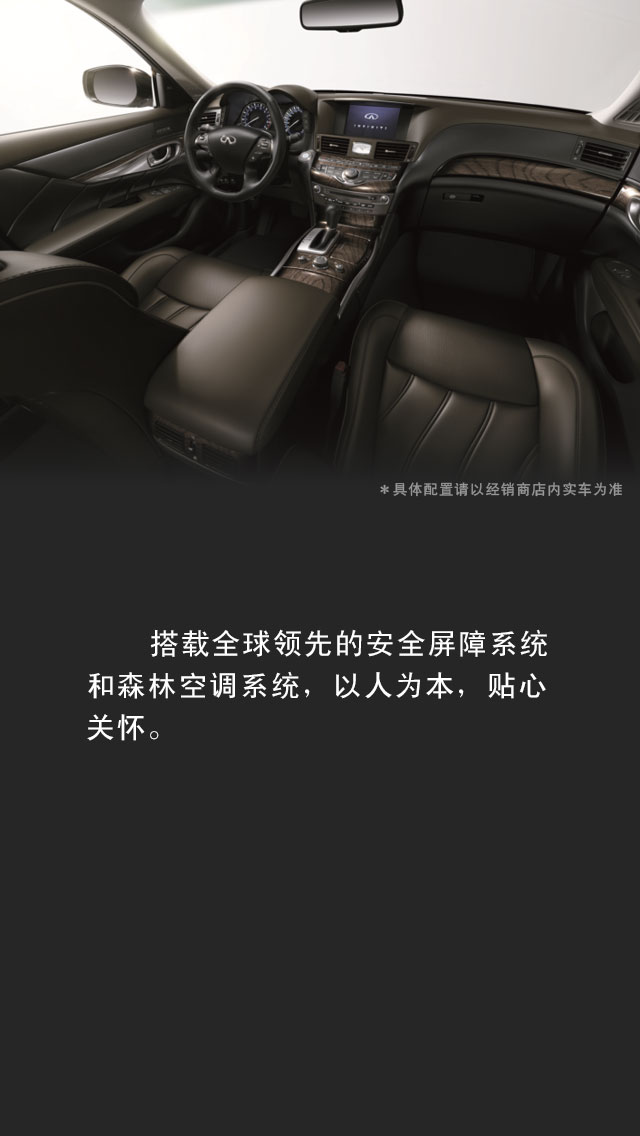 INFINITI
＊具体配置请以经销商店内实车为准
搭载全球领先的安全屏障系统
和森林空调系统，以人为本，贴心
关怀。